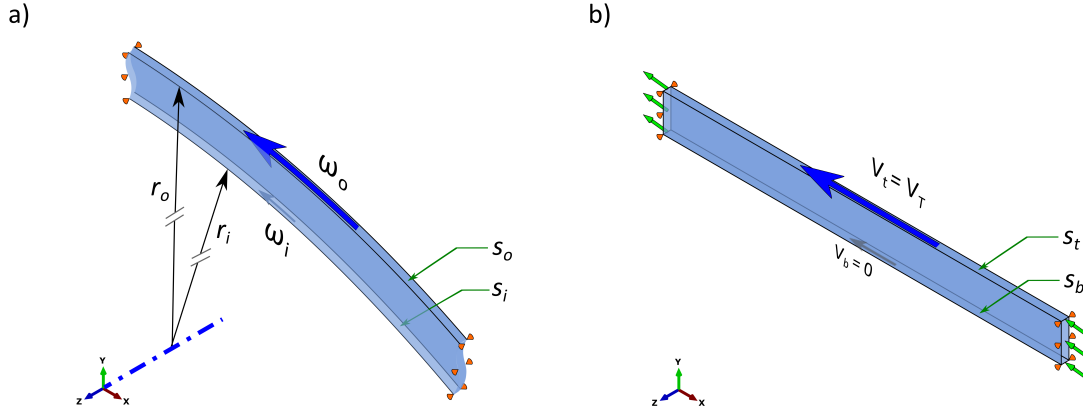 a)
b)
r_o
r_i
ω_o
ω_i
s_o
s_i
Y
Z
X
V_t = V_T
V_b = 0
s_t
s_b
Y
Z
X